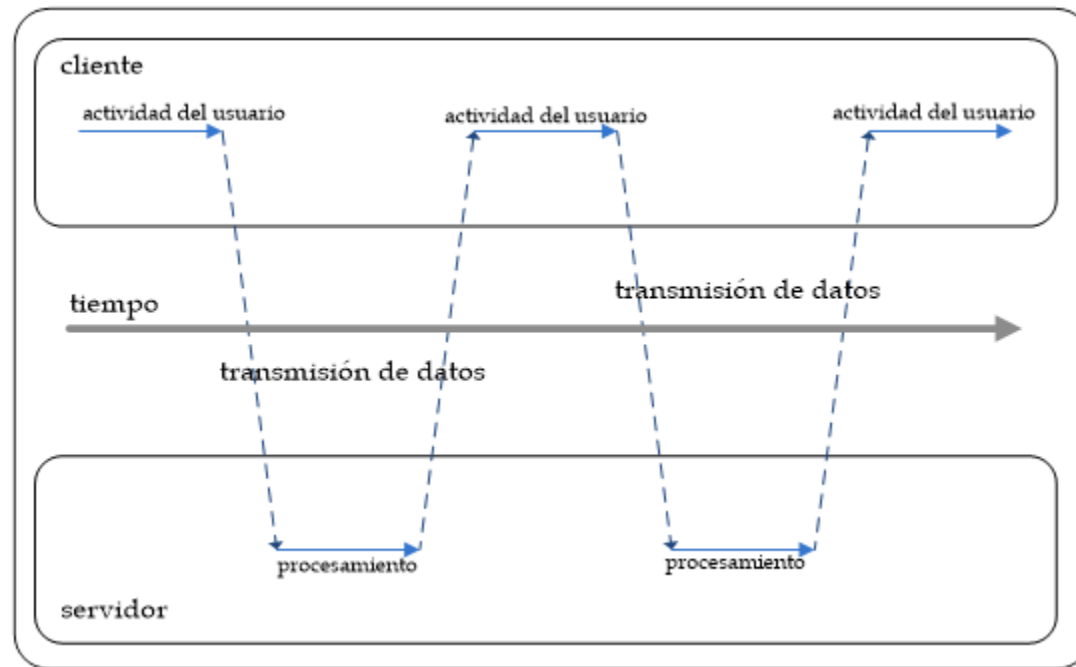 cliente
actividad del usuario
actividad del usuario
actividad del usuario
transmisión de datos
tiempo
transmisión de datos
procesamiento
procesamiento
servidor